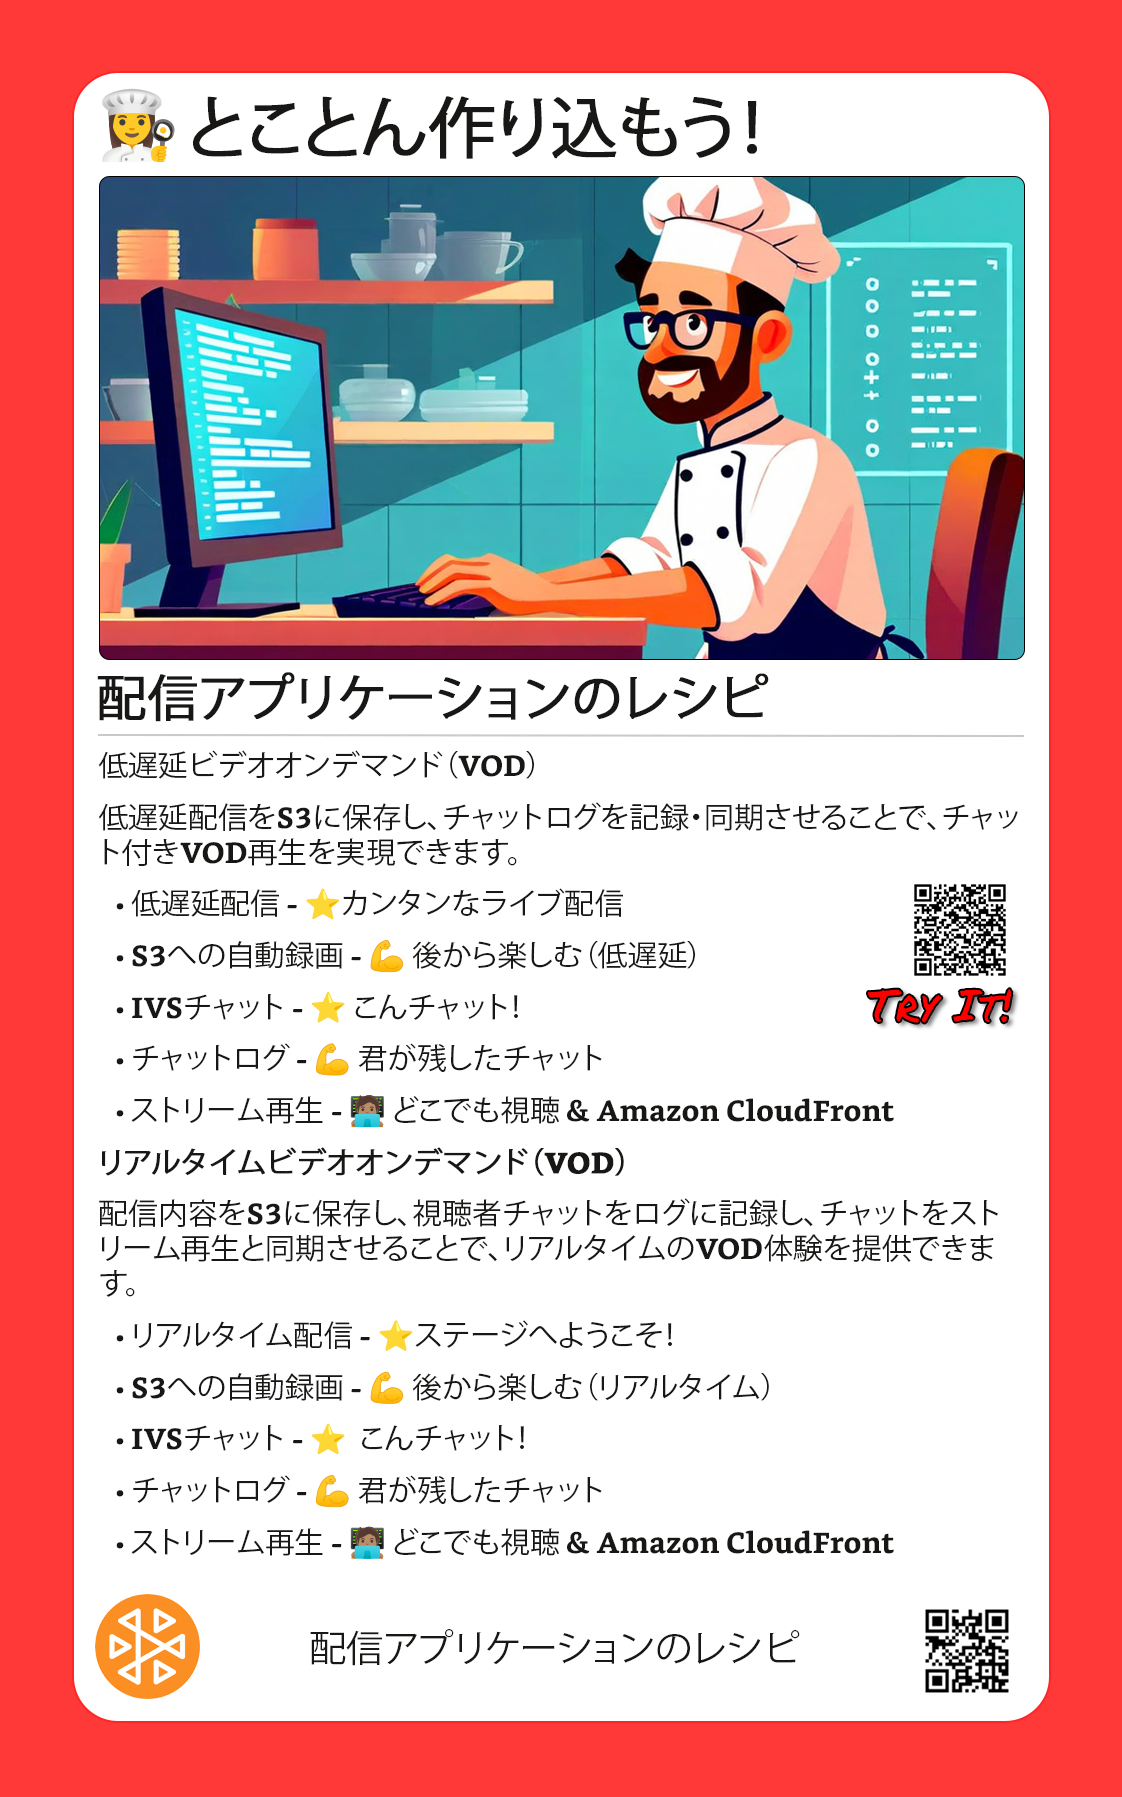 👩‍🍳 とことん作り込もう!
配信アプリケーションのレシピ
低遅延ビデオオンデマンド(VOD)
低遅延配信をS3に保存し、チャットログを記録・同期させることで、チャッ
ト付きVOD再生を実現できます。
• 低遅延配信 - ⭐カンタンなライブ配信
• S3への自動録画 - 💪 後から楽しむ(低遅延)
• IVSチャット - ⭐ こんチャット!
• チャットログ - 💪 君が残したチャット
• ストリーム再生 - 🧑🏽‍💻 どこでも視聴 & Amazon CloudFront
Try It!
リアルタイムビデオオンデマンド(VOD)
配信内容をS3に保存し、視聴者チャットをログに記録し、チャットをスト
リーム再生と同期させることで、リアルタイムのVOD体験を提供できま
す。
• リアルタイム配信 - ⭐ステージへようこそ!
• S3への自動録画 - 💪 後から楽しむ(リアルタイム)
• IVSチャット - ⭐ こんチャット!
• チャットログ - 💪 君が残したチャット
• ストリーム再生 - 🧑🏽‍💻 どこでも視聴 & Amazon CloudFront
配信アプリケーションのレシピ